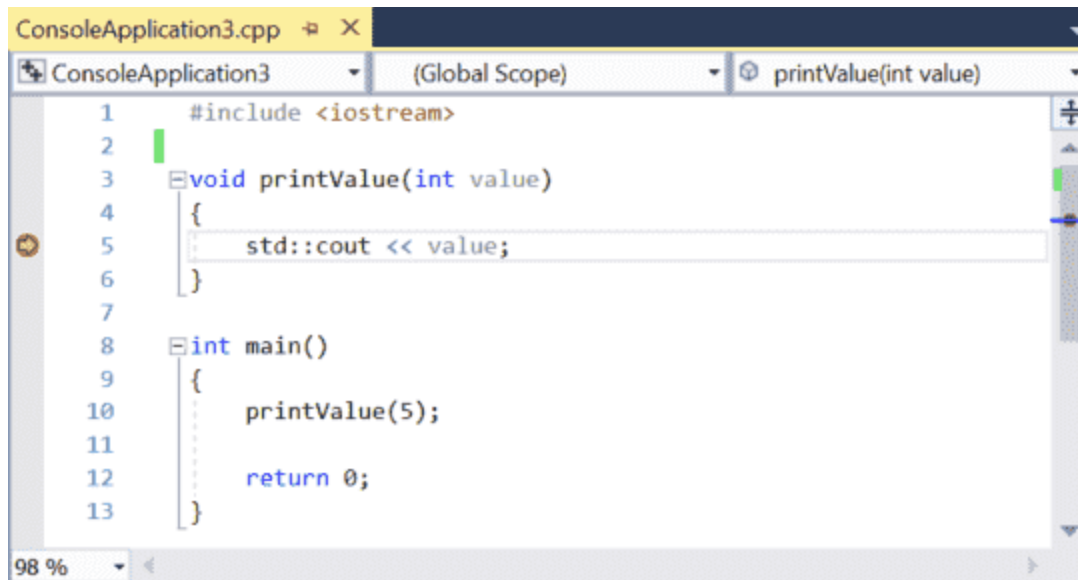 ConsoleApplication3.cpp
ConsoleApplication3 (Global Scope) printValue(int value)
1 #include <iostream>
2
3 void printValue(int value)
4 {
5 std::cout << value;
6 }
7
8 int main()
9 {
10 printValue(5);
11
12 return 0;
13 }
98 %